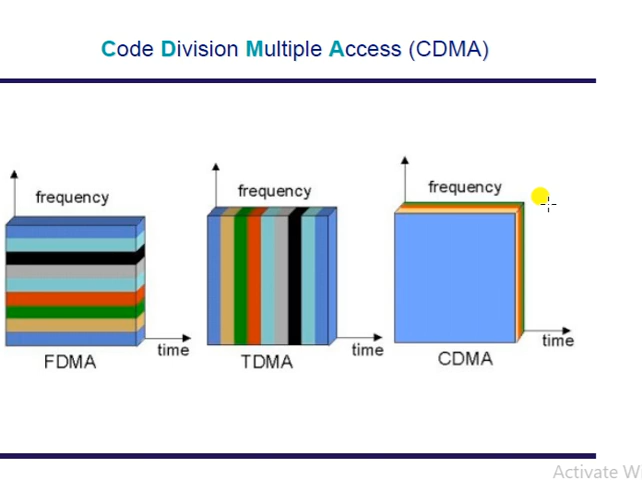 Code Division Multiple Access (CDMA)
frequency
frequency
frequency
time
time
time
FDMA
TDMA
CDMA
Activate